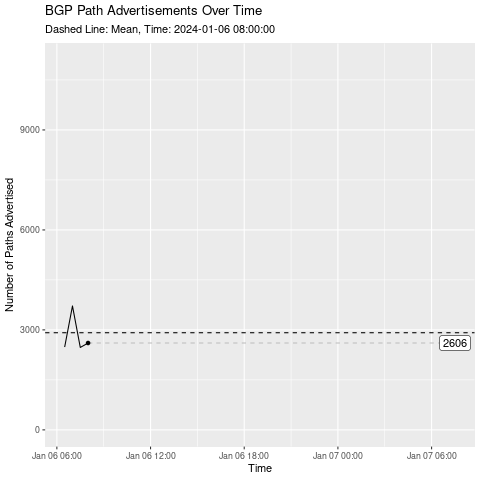 BGP Path Advertisements Over Time
Dashed Line: Mean, Time: 2024-01-06 08:00:00
Number of Paths Advertised
9000
6000
3000
0
2606
Jan 06 06:00
Jan 06 12:00
Jan 06 18:00
Jan 07 00:00
Jan 07 06:00
Time